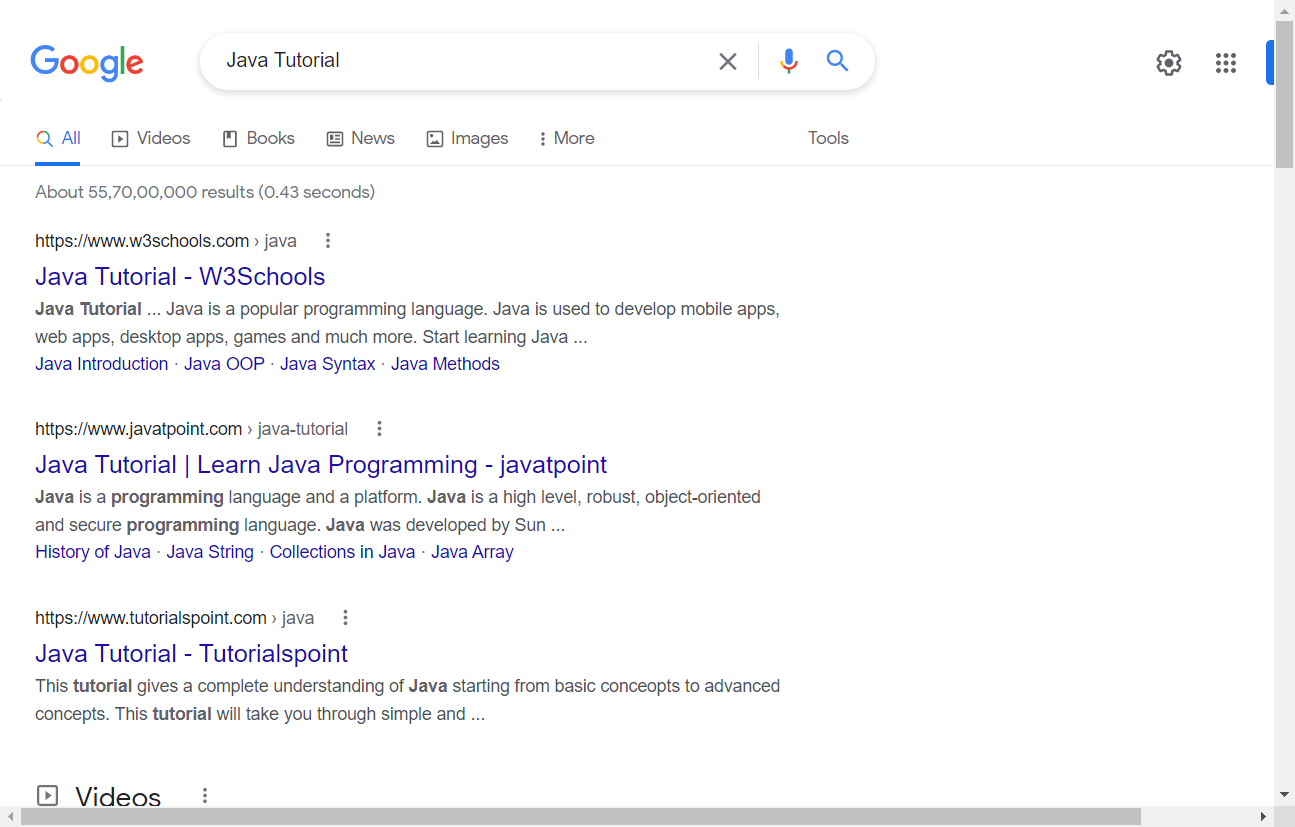 Google
Java Tutorial
All Videos Books News Images More Tools
About 55,70,00,000 results (0.43 seconds)
https://www.w3schools.com › java
Java Tutorial - W3Schools
Java Tutorial ... Java is a popular programming language. Java is used to develop mobile apps,
web apps, desktop apps, games and much more. Start learning Java ...
Java Introduction · Java OOP · Java Syntax · Java Methods
https://www.javatpoint.com › java-tutorial
Java Tutorial | Learn Java Programming - javatpoint
Java is a programming language and a platform. Java is a high level, robust, object-oriented
and secure programming language. Java was developed by Sun ...
History of Java · Java String · Collections in Java · Java Array
https://www.tutorialspoint.com › java
Java Tutorial - Tutorialspoint
This tutorial gives a complete understanding of Java starting from basic conceopts to advanced
concepts. This tutorial will take you through simple and ...
Videos